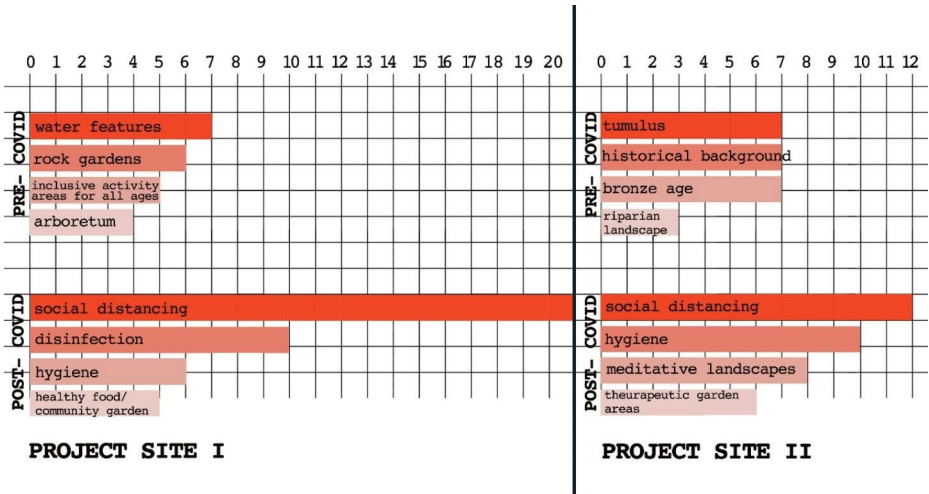 0 1 2 3 4 5 6 7 8 9 10 11 12 13 14 15 16 17 18 19 20
PRE-COVID
water features
rock gardens
inclusive activity
areas for all ages
arboretum
POST-COVID
social distancing
disinfection
hygiene
healthy food/
community garden
PROJECT SITE I
0 1 2 3 4 5 6 7 8 9 10 11 12
PRE-COVID
tumulus
historical background
bronze age
riparian
landscape
POST-COVID
social distancing
hygiene
meditative landscapes
theurapeutic garden
areas
PROJECT SITE II